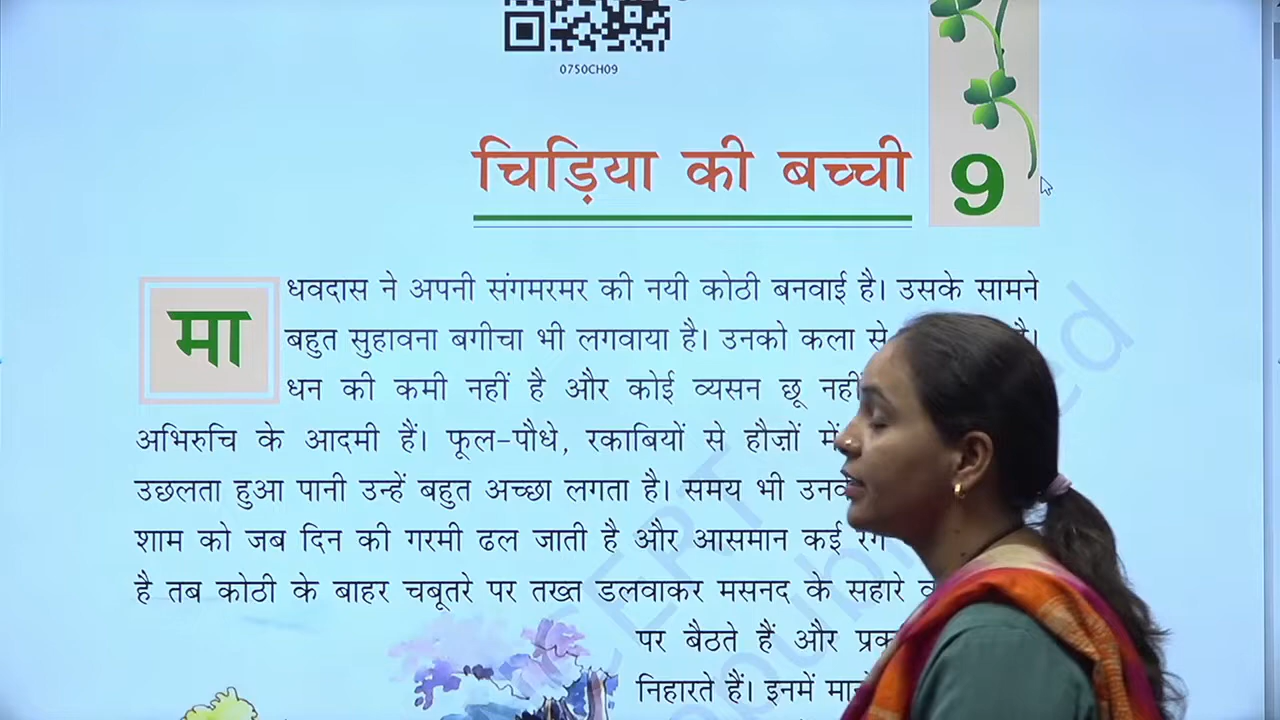 0750CH09
चिड़िया की बच्ची
9
माधवदास ने अपनी संगमरमर की नयी कोठी बनवाई है। उसके सामने
बहुत सुहावना बगीचा भी लगवाया है। उनको कला से है।
धन की कमी नहीं है और कोई व्यसन छू नहीं
अभिरुचि के आदमी हैं। फूल-पौधे, रकाबियों से हौज़ों में
उछलता हुआ पानी उन्हें बहुत अच्छा लगता है। समय भी
शाम को जब दिन की गरमी ढल जाती है और आसमान कई रंग
है तब कोठी के बाहर चबूतरे पर तख्त डलवाकर मसनद के सहारे
पर बैठते हैं और
निहारते हैं। इनमें